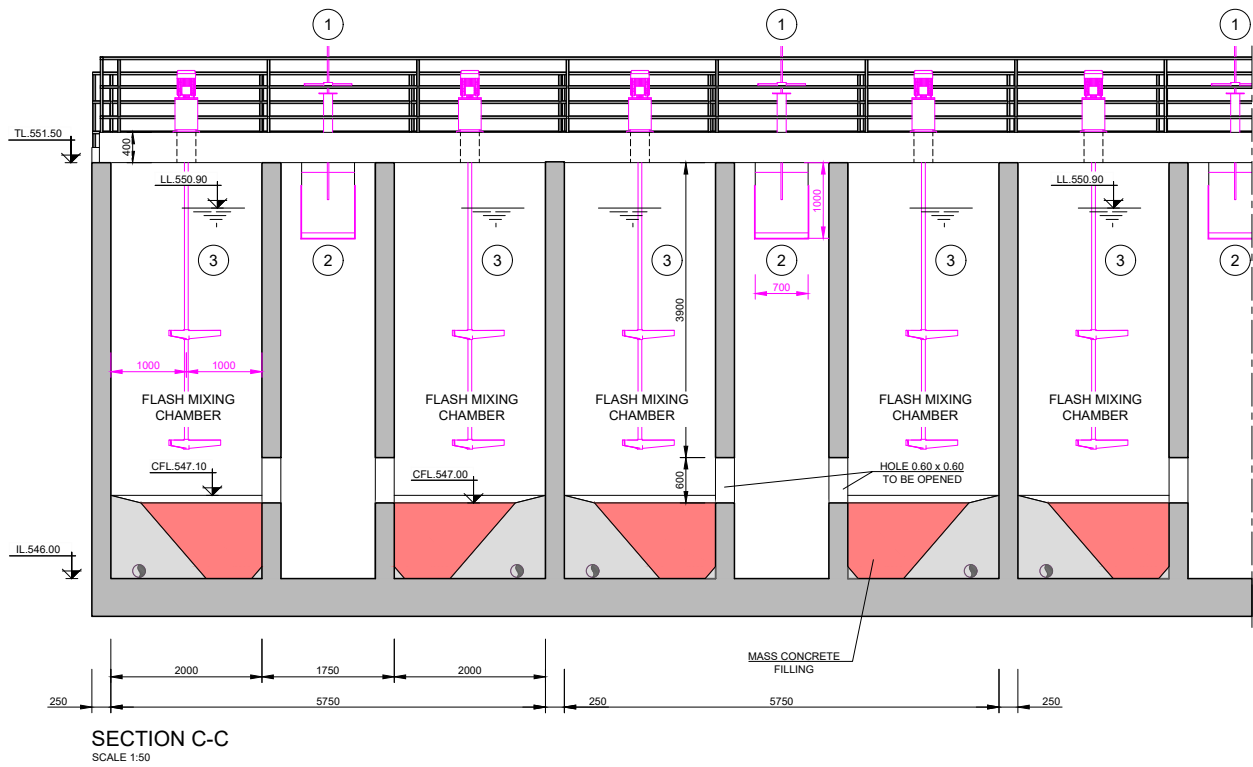 1
1
1
TL.551.50
400
LL.550.90
LL.550.90
1000
3
2
3
3
2
3
3
2
700
3900
1000
1000
FLASH MIXING
CHAMBER
FLASH MIXING
CHAMBER
FLASH MIXING
CHAMBER
FLASH MIXING
CHAMBER
FLASH MIXING
CHAMBER
CFL.547.10
CFL.547.00
600
HOLE 0.60 x 0.60
TO BE OPENED
IL.546.00
MASS CONCRETE
FILLING
2000
1750
2000
250
5750
250
5750
250
SECTION C-C
SCALE 1:50